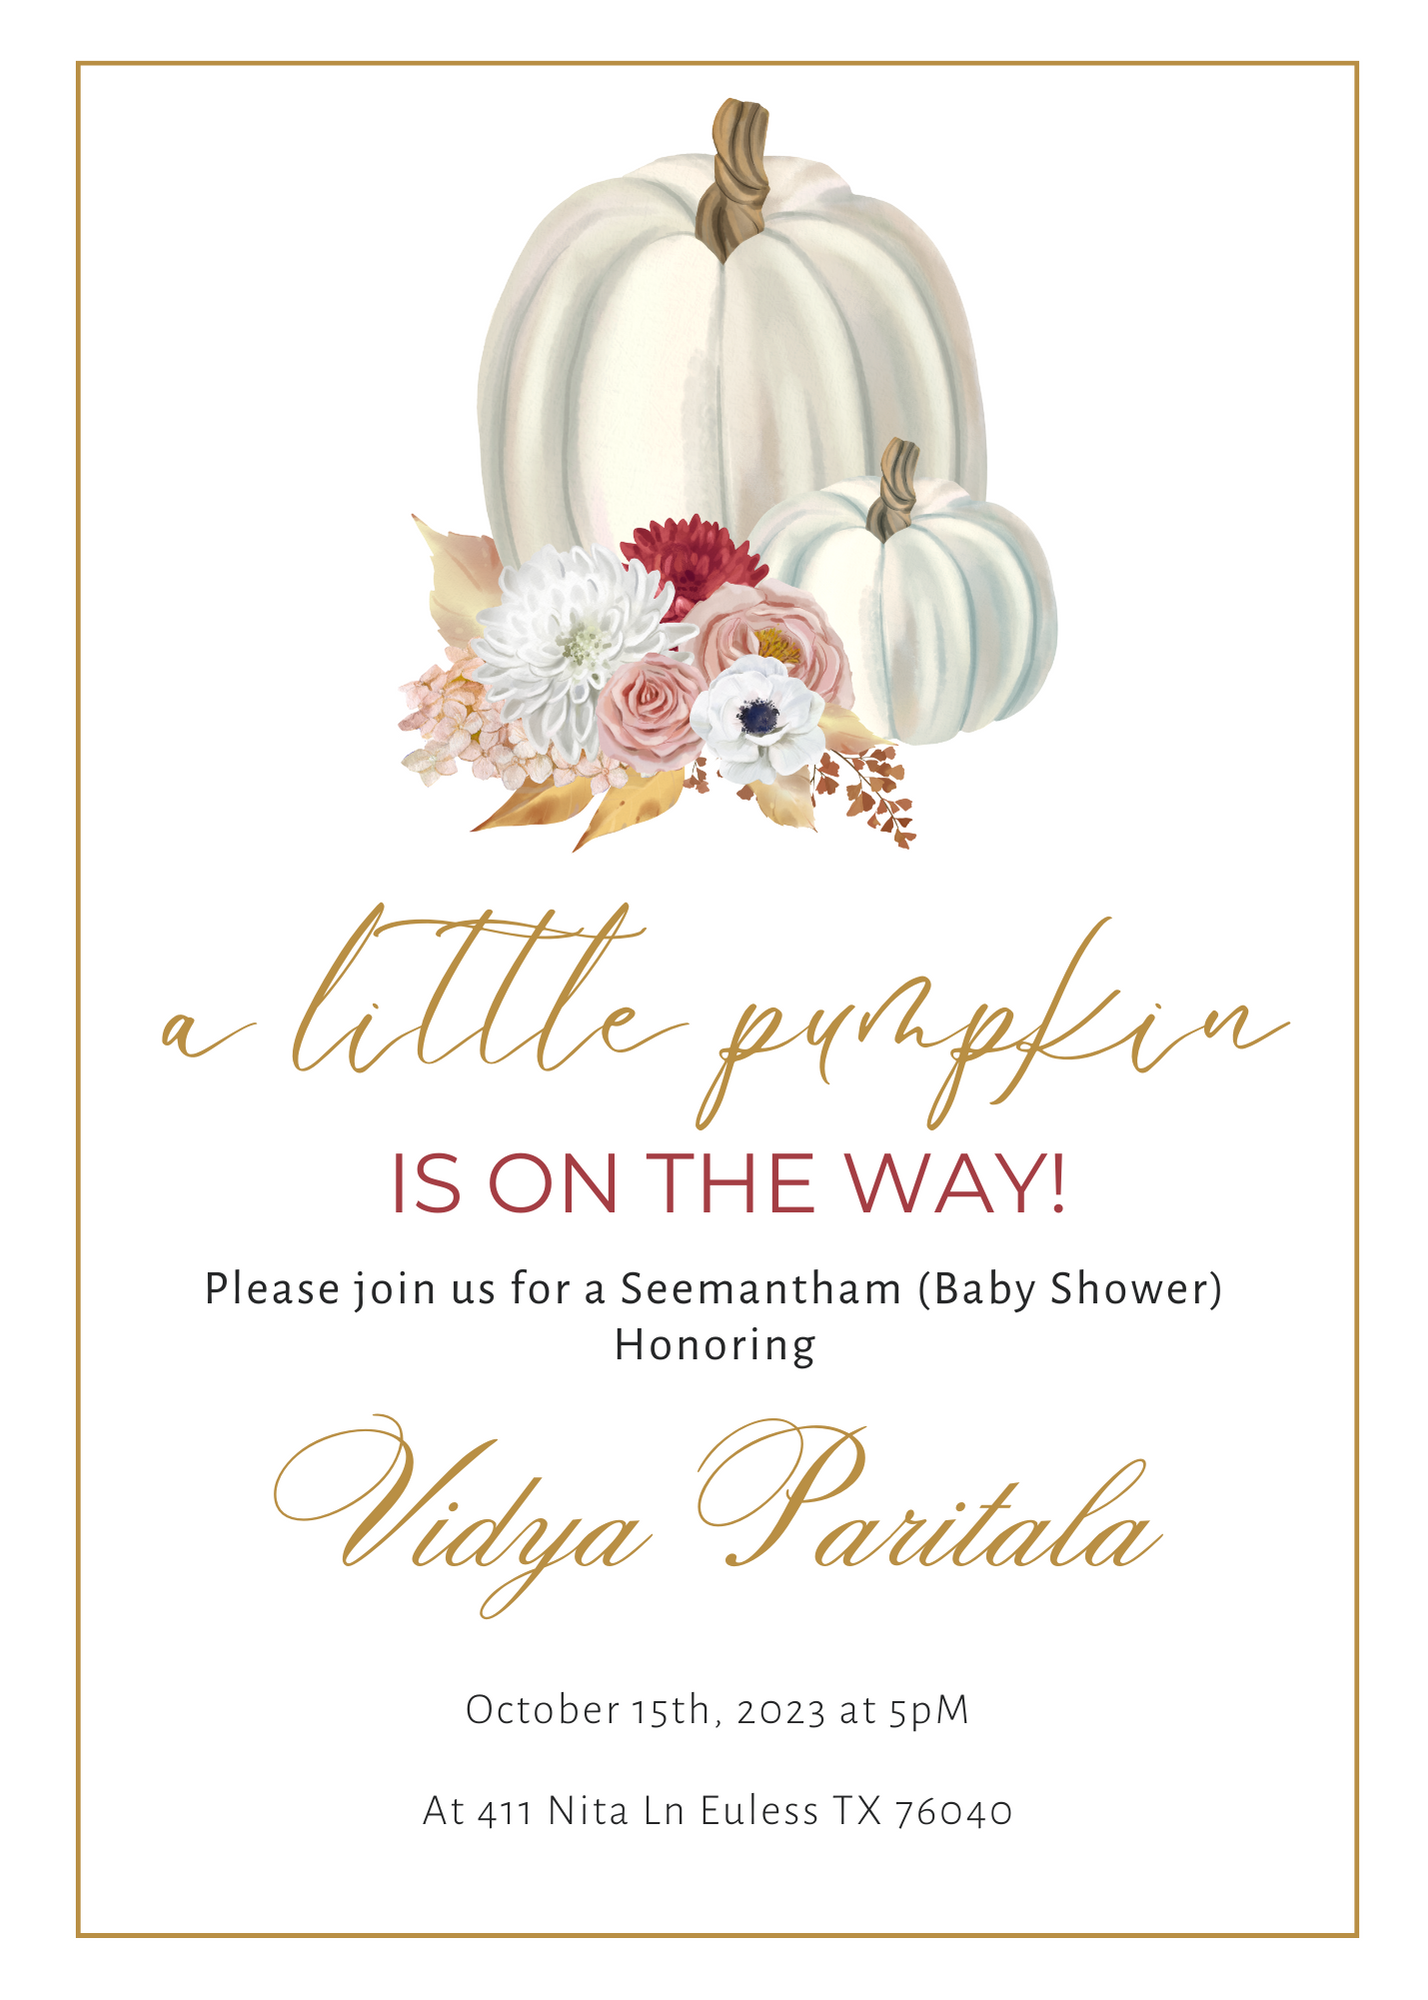 a little pumpkin
IS ON THE WAY!
Please join us for a Seemantham (Baby Shower)
Honoring
Vidya Paritala
October 15th, 2023 at 5pM
At 411 Nita Ln Euless TX 76040